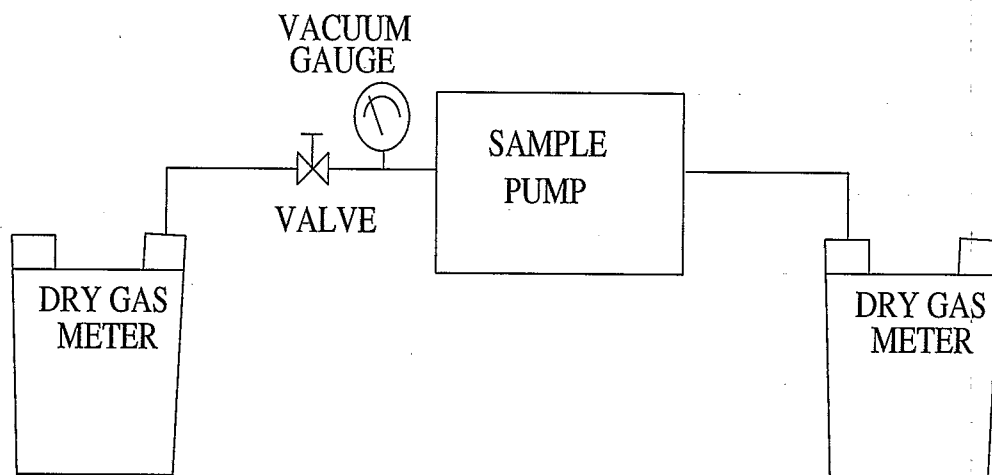 VACUUM
GAUGE
SAMPLE
PUMP
VALVE
DRY GAS
METER
DRY GAS
METER